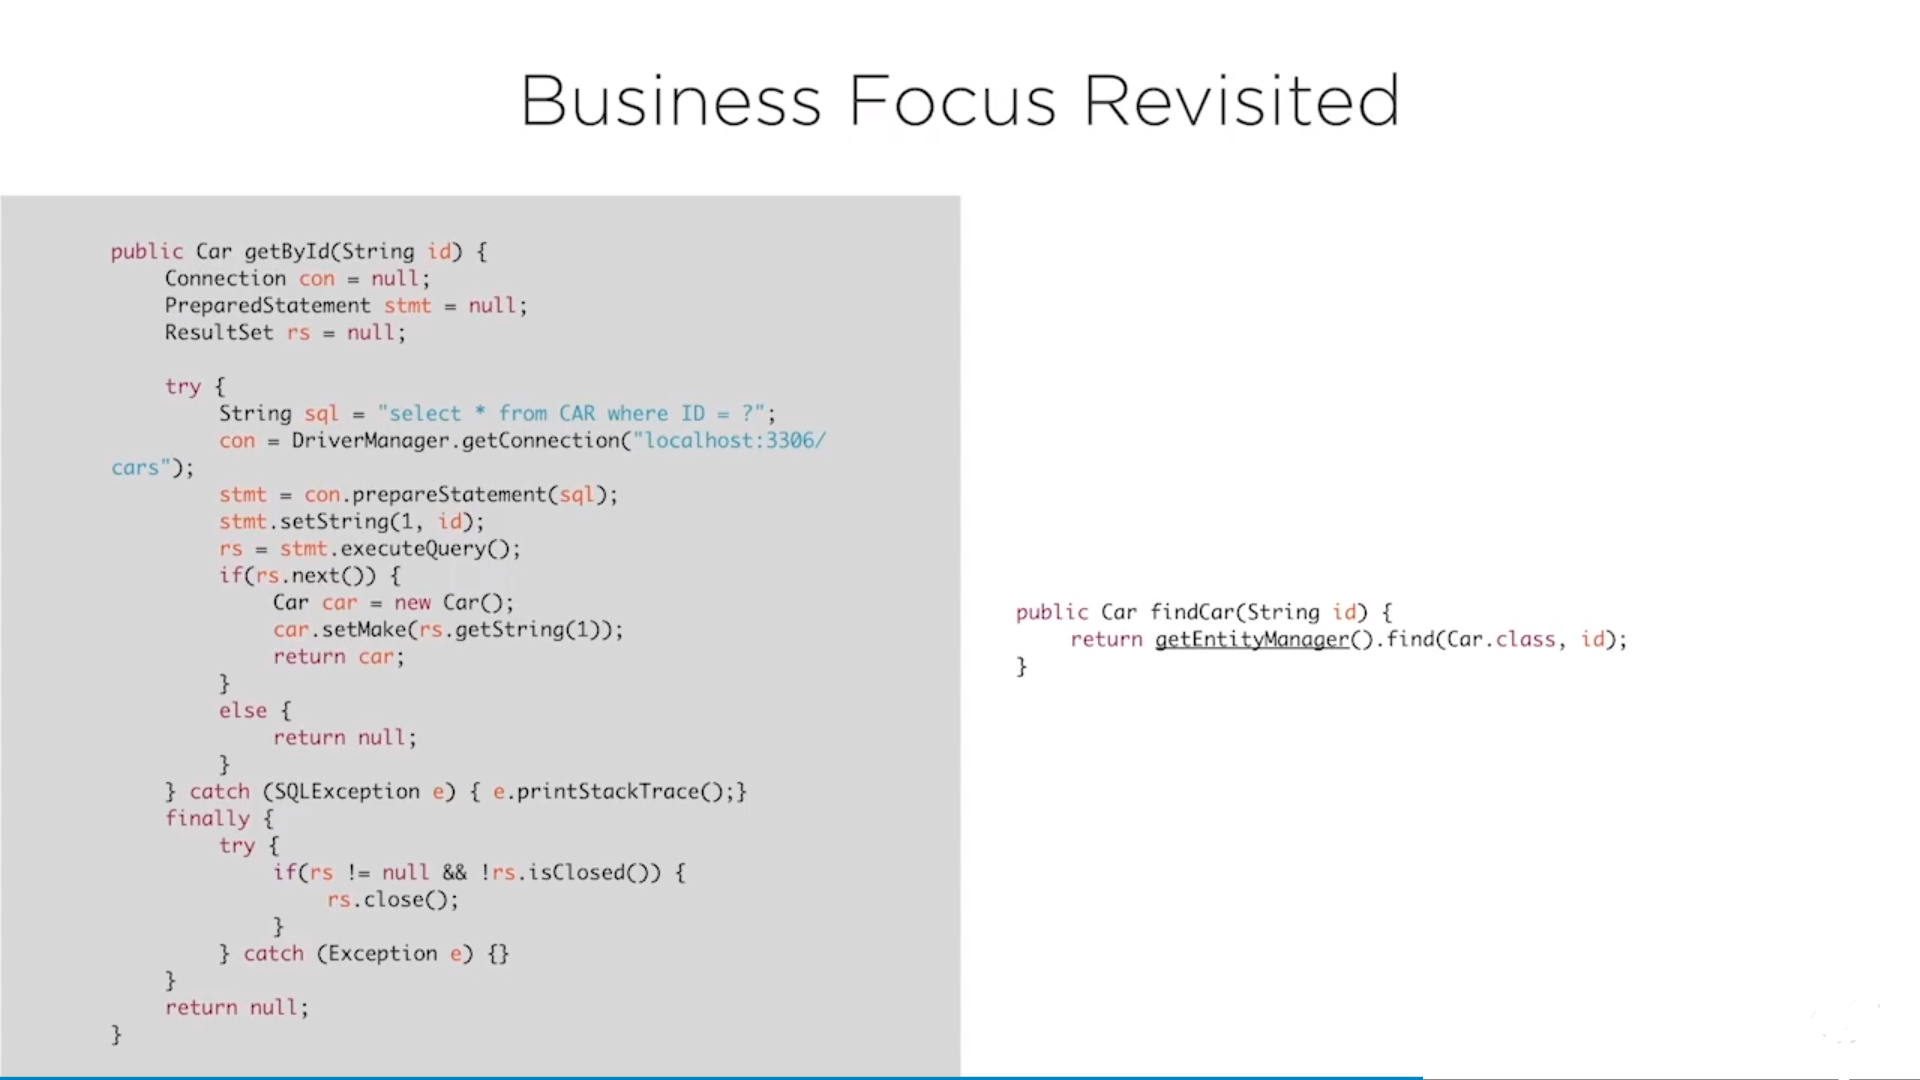 Business Focus Revisited
public Car getById(String id) {
Connection con = null;
PreparedStatement stmt = null;
ResultSet rs = null;
try {
String sql = "select * from CAR where ID = ?";
con = DriverManager.getConnection("localhost:3306/
cars");
stmt = con.prepareStatement(sql);
stmt.setString(1, id);
rs = stmt.executeQuery();
if(rs.next()) {
Car car = new Car();
car.setMake(rs.getString(1));
return car;
}
else {
return null;
}
} catch (SQLException e) { e.printStackTrace();}
finally {
try {
if(rs != null && !rs.isClosed()) {
rs.close();
}
} catch (Exception e) {}
}
return null;
}
public Car findCar(String id) {
return getEntityManager().find(Car.class, id);
}